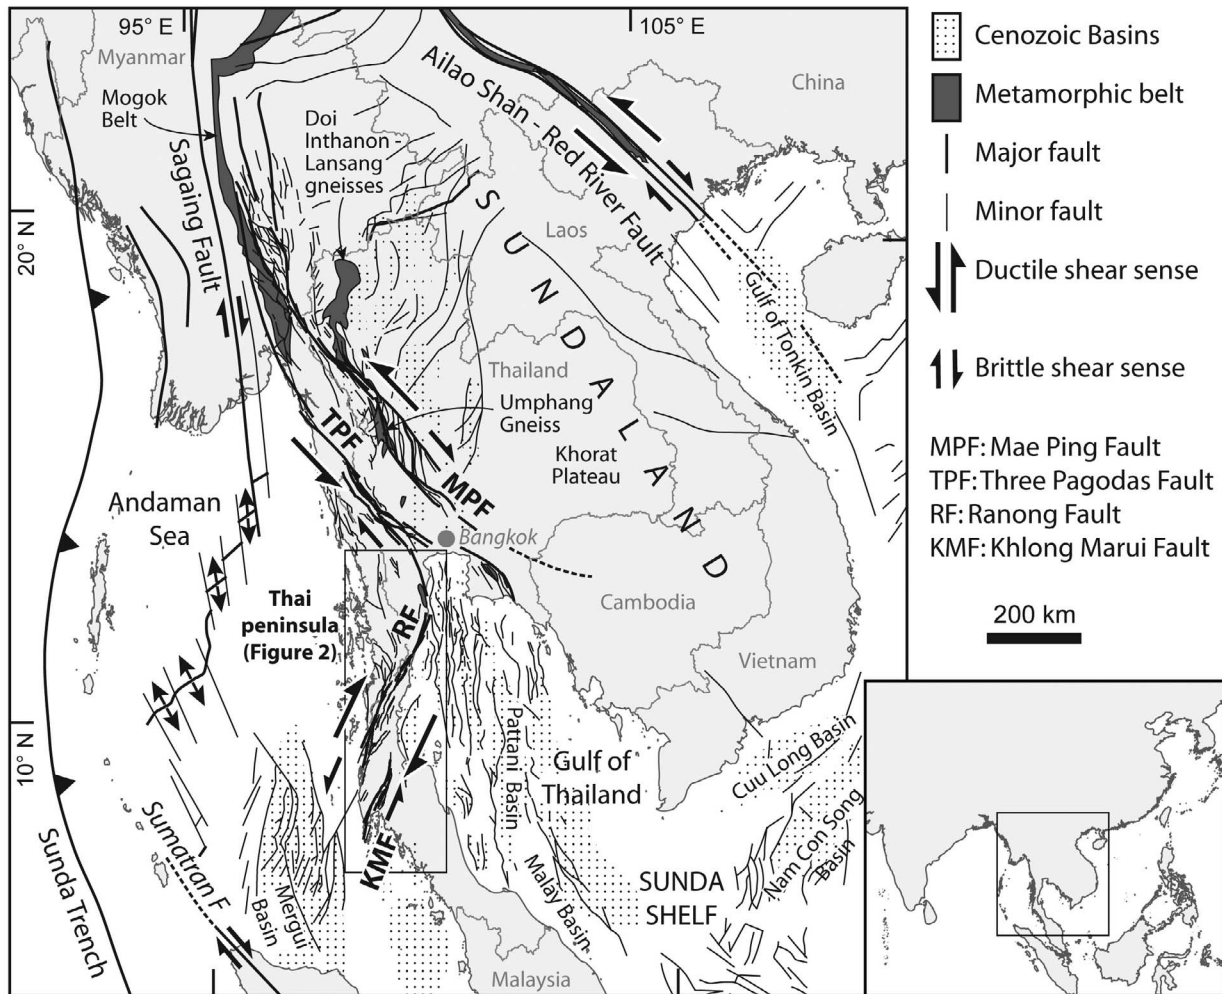 95° E
105° E
Myanmar
China
Mogok
Belt
Doi
Inthanon -
Lansang
gneisses
Ailao Shan - Red River Fault
Sagaing Fault
20° N
Laos
SUNDALAND
Gulf of Tonkin Basin
Thailand
Umphang
Gneiss
Khorat
Plateau
TPF
MPF
Andaman
Sea
Bangkok
Thai
peninsula
(Figure 2)
RF
Cambodia
Vietnam
10° N
Pattani Basin
Gulf of
Thailand
Cuu Long Basin
Nam Con Song
Basin
KMF
Sumatran F
Mergui
Basin
Malay Basin
SUNDA
SHELF
Sunda Trench
Malaysia
Cenozoic Basins
Metamorphic belt
Major fault
Minor fault
Ductile shear sense
Brittle shear sense
MPF: Mae Ping Fault
TPF: Three Pagodas Fault
RF: Ranong Fault
KMF: Khlong Marui Fault
200 km